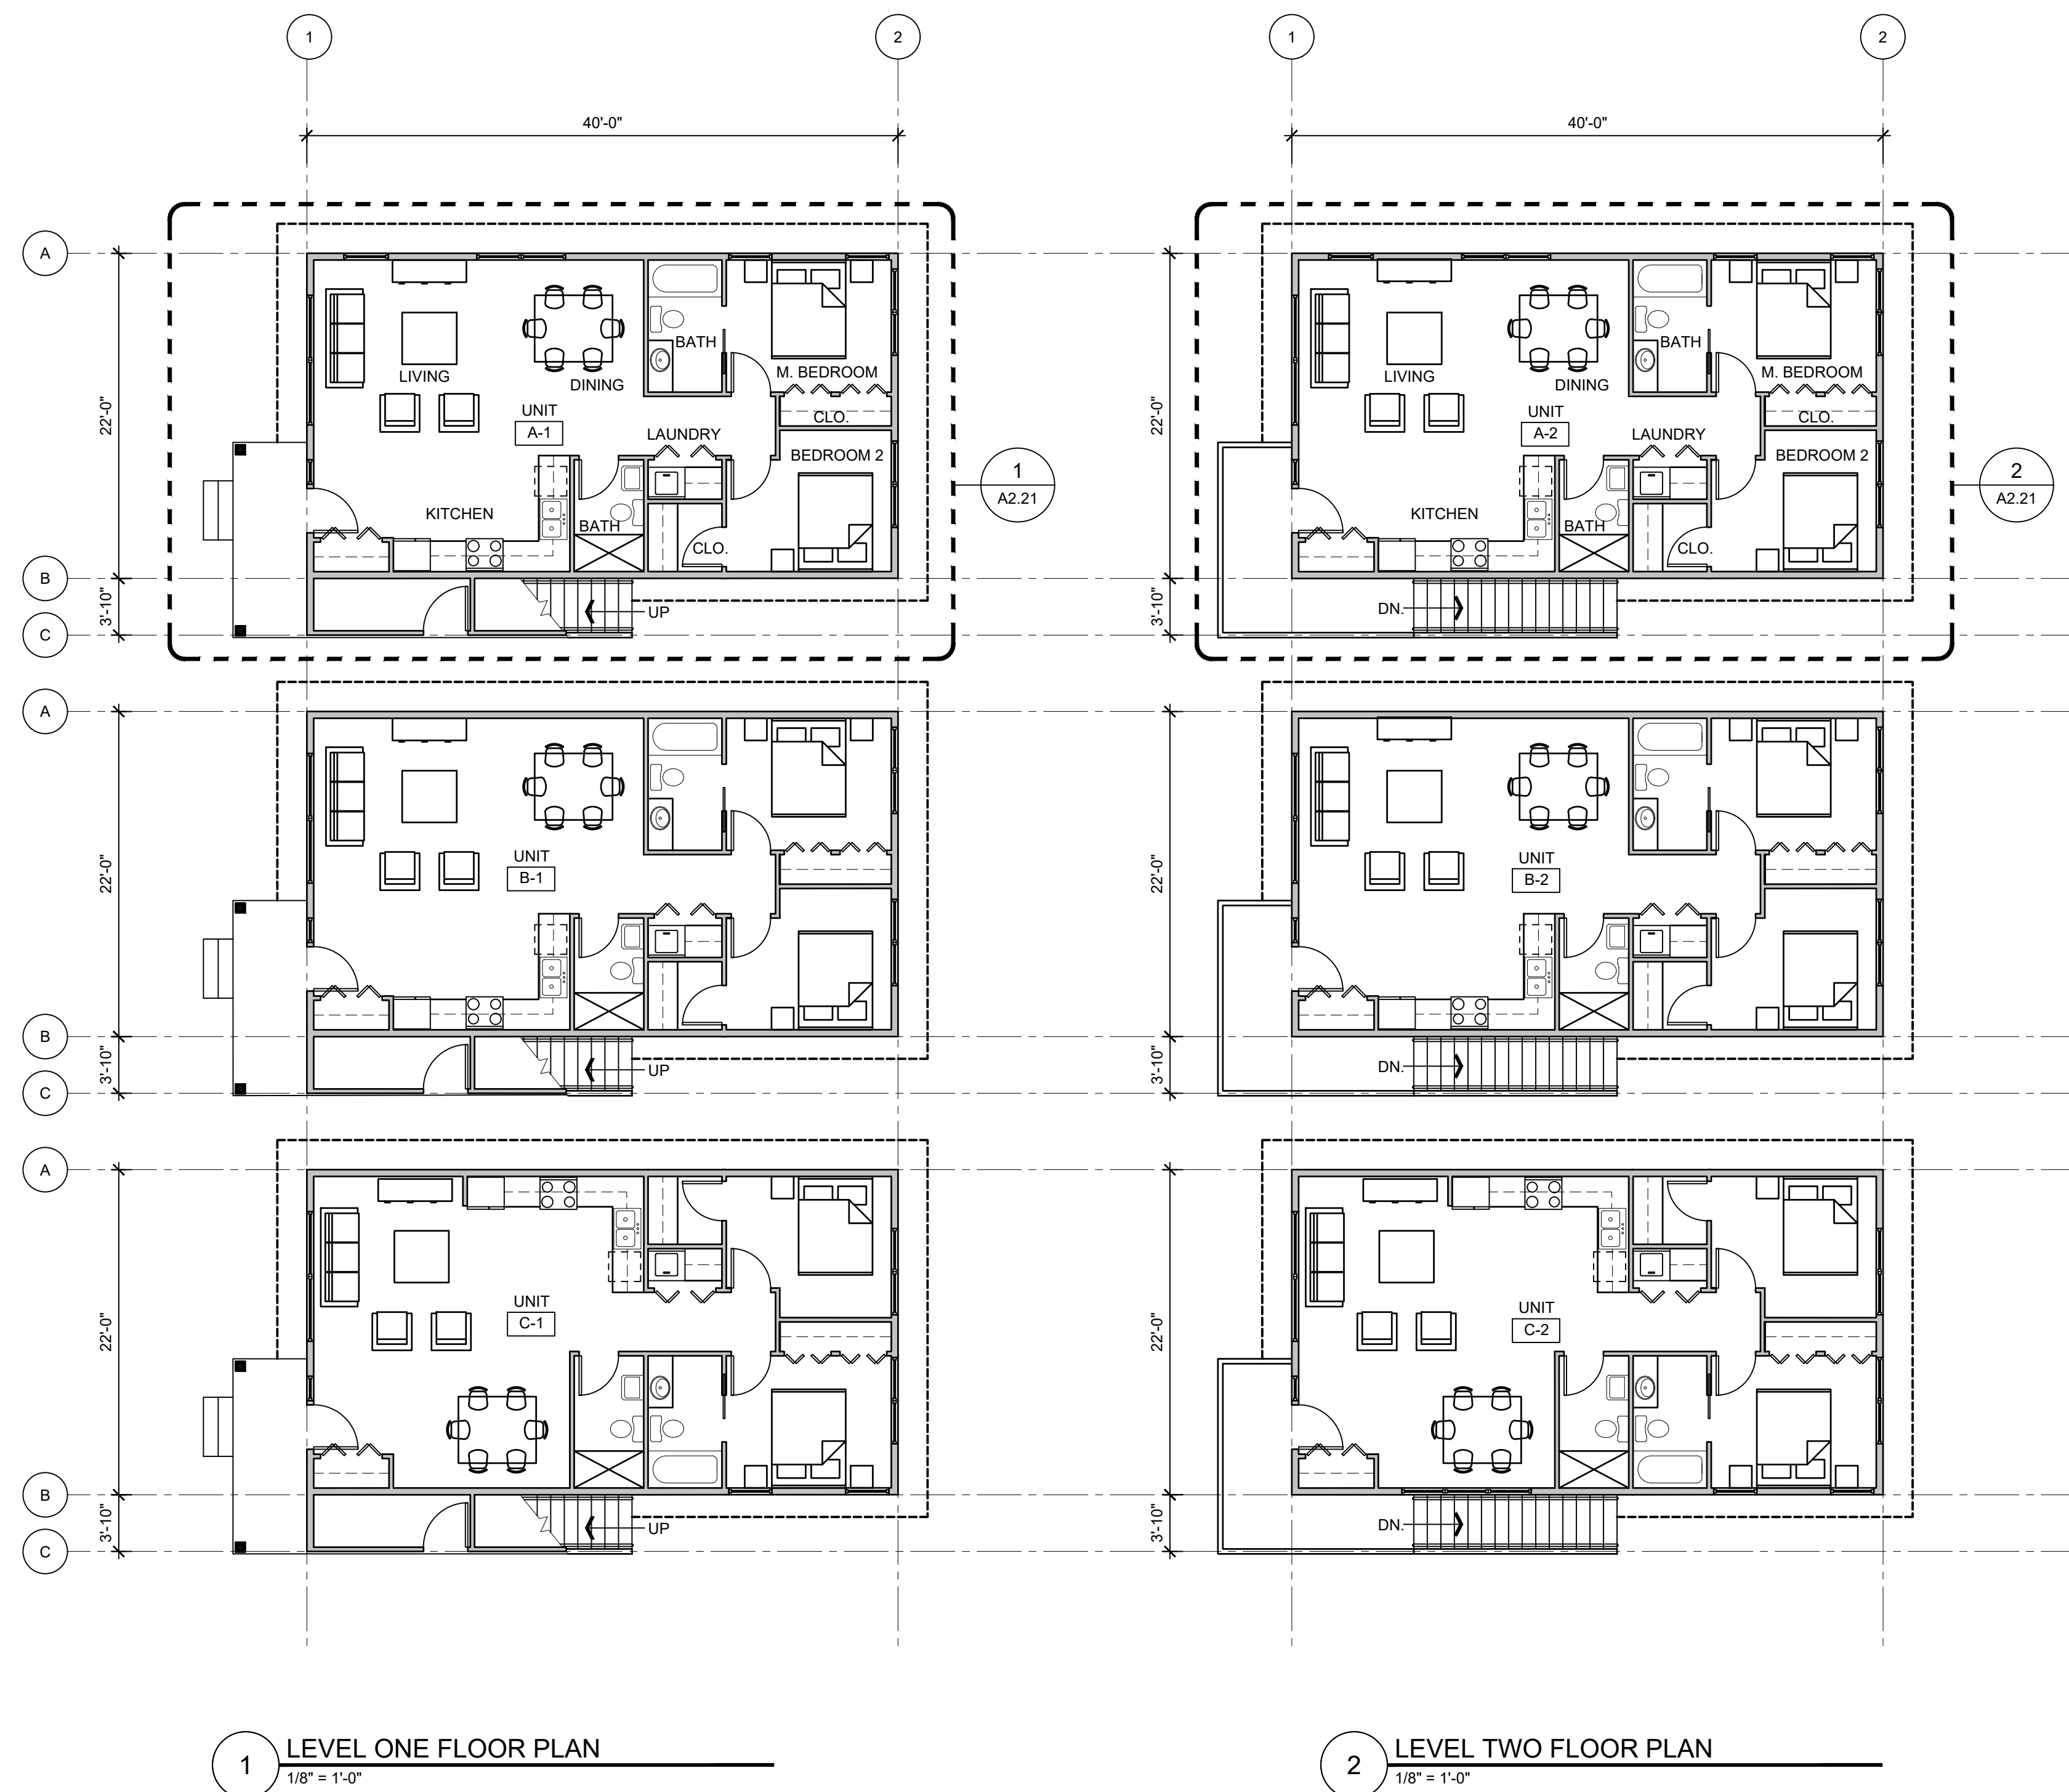 1
2
1
2
40'-0"
40'-0"
A
22'-0"
B
3'-10"
C
LIVING
DINING
BATH
M. BEDROOM
CLO.
UNIT
A-1
LAUNDRY
BEDROOM 2
KITCHEN
BATH
CLO.
UP
1
A2.21
22'-0"
3'-10"
LIVING
DINING
BATH
M. BEDROOM
CLO.
UNIT
A-2
LAUNDRY
BEDROOM 2
KITCHEN
BATH
CLO.
DN.
2
A2.21
A
22'-0"
B
3'-10"
C
UNIT
B-1
UP
22'-0"
3'-10"
UNIT
B-2
DN.
A
22'-0"
B
3'-10"
C
UNIT
C-1
UP
22'-0"
3'-10"
UNIT
C-2
DN.
1
LEVEL ONE FLOOR PLAN
1/8" = 1'-0"
2
LEVEL TWO FLOOR PLAN
1/8" = 1'-0"